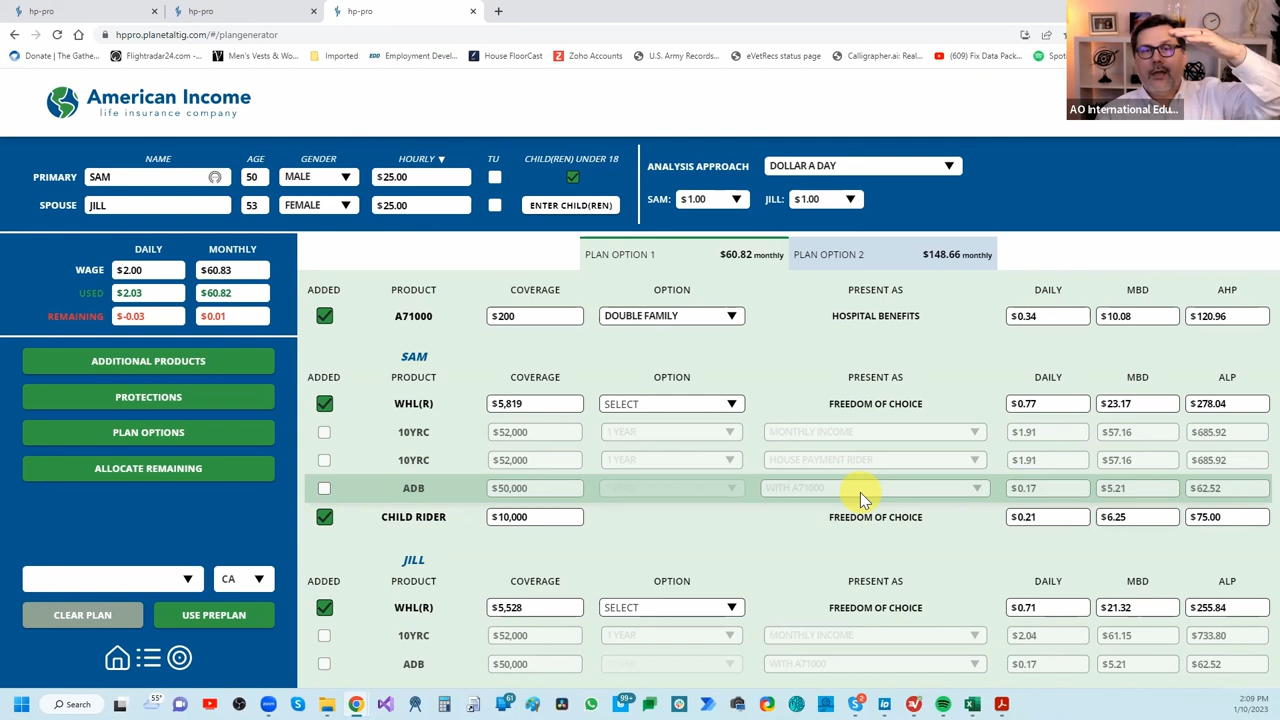 hp-pro × hp-pro × hp-pro × +
hppro.planetaltig.com/#/plangenerator
Donate | The Gathe... Flightradar24.com -... Men's Vests & Wo... Imported EDD Employment Develo... House FloorCast Zoho Accounts U.S. Army Records... eVetRecs status page Calligrapher.ai: Real... (609) Fix Data Pack... Spot
AO International Edu...
American Income
life insurance company
NAME AGE GENDER HOURLY ▼ TU CHILD(REN) UNDER 18
PRIMARY SAM 50 MALE $25.00
SPOUSE JILL 53 FEMALE $25.00 ENTER CHILD(REN)
ANALYSIS APPROACH DOLLAR A DAY
SAM: $1.00 JILL: $1.00
DAILY MONTHLY
WAGE $2.00 $60.83
USED $2.03 $60.82
REMAINING $-0.03 $0.01
ADDITIONAL PRODUCTS
PROTECTIONS
PLAN OPTIONS
ALLOCATE REMAINING
CA
CLEAR PLAN USE PREPLAN
PLAN OPTION 1 $60.82 monthly PLAN OPTION 2 $148.66 monthly
ADDED PRODUCT COVERAGE OPTION PRESENT AS DAILY MBD AHP
A71000 $200 DOUBLE FAMILY HOSPITAL BENEFITS $0.34 $10.08 $120.96
SAM
ADDED PRODUCT COVERAGE OPTION PRESENT AS DAILY MBD ALP
WHL(R) $5,819 SELECT FREEDOM OF CHOICE $0.77 $23.17 $278.04
10YRC $52,000 1 YEAR MONTHLY INCOME $1.91 $57.16 $685.92
10YRC $52,000 1 YEAR HOUSE PAYMENT RIDER $1.91 $57.16 $685.92
ADB $50,000 WITH A71000 $0.17 $5.21 $62.52
CHILD RIDER $10,000 FREEDOM OF CHOICE $0.21 $6.25 $75.00
JILL
ADDED PRODUCT COVERAGE OPTION PRESENT AS DAILY MBD ALP
WHL(R) $5,528 SELECT FREEDOM OF CHOICE $0.71 $21.32 $255.84
10YRC $52,000 1 YEAR MONTHLY INCOME $2.04 $61.15 $733.80
ADB $50,000 WITH A71000 $0.17 $5.21 $62.52
Search 55° 61 99+ 2 2:09 PM
1/10/2023